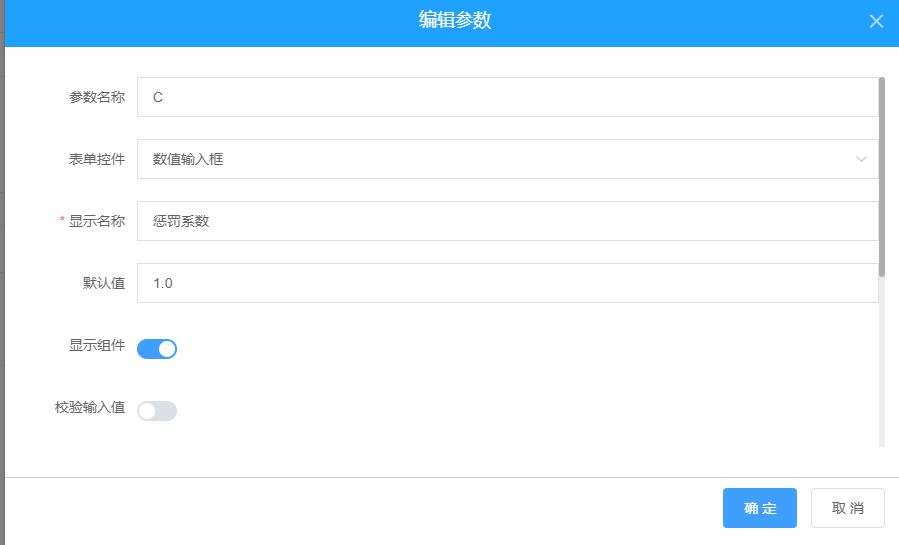 编辑参数
参数名称 C
表单控件 数值输入框
* 显示名称 惩罚系数
默认值 1.0
显示组件
校验输入值
确 定 取 消